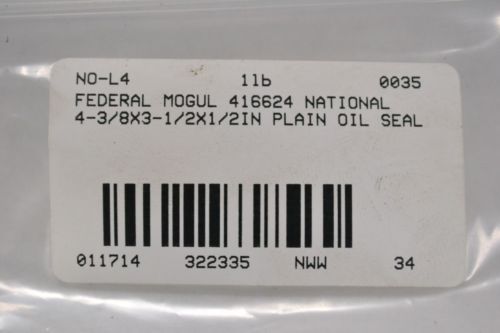 NO-L4 1lb 0035
FEDERAL MOGUL 416624 NATIONAL
4-3/8X3-1/2X1/2IN PLAIN OIL SEAL
011714 322335 NWW 34